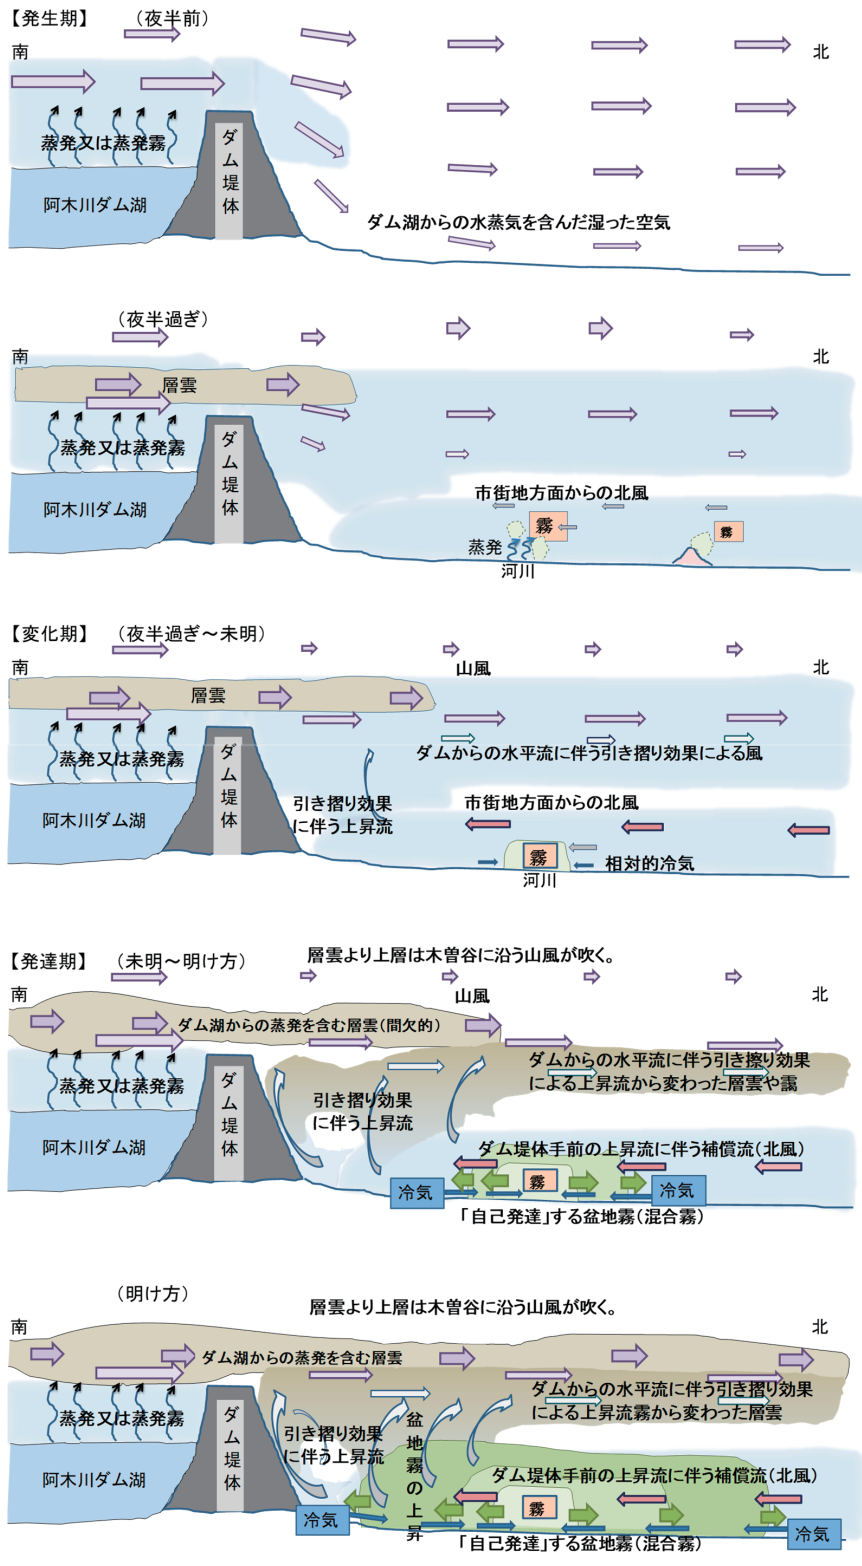 【発生期】　（夜半前）
南
北
蒸発又は蒸発霧
阿木川ダム湖
ダム堤体
ダム湖からの水蒸気を含んだ湿った空気
（夜半過ぎ）
南
北
層雲
蒸発又は蒸発霧
阿木川ダム湖
ダム堤体
市街地方面からの北風
霧
霧
蒸発
河川
【変化期】　（夜半過ぎ～未明）
南
山風
北
層雲
蒸発又は蒸発霧
ダムからの水平流に伴う引き摺り効果による風
阿木川ダム湖
ダム堤体
引き摺り効果
に伴う上昇流
市街地方面からの北風
霧
相対的冷気
河川
【発達期】　（未明～明け方）
層雲より上層は木曽谷に沿う山風が吹く。
南
山風
北
ダム湖からの蒸発を含む層雲（間欠的）
蒸発又は蒸発霧
ダムからの水平流に伴う引き擦り効果
による上昇流から変わった層雲や靄
阿木川ダム湖
ダム堤体
引き摺り効果
に伴う上昇流
ダム堤体手前の上昇流に伴う補償流（北風）
冷気
霧
冷気
「自己発達」する盆地霧（混合霧）
（明け方）
層雲より上層は木曽谷に沿う山風が吹く。
南
北
ダム湖からの蒸発を含む層雲
蒸発又は蒸発霧
ダムからの水平流に伴う引き摺り効果
による上昇流霧から変わった層雲
阿木川ダム湖
ダム堤体
引き摺り効果
に伴う上昇流
盆地霧の上昇
ダム堤体手前の上昇流に伴う補償流（北風）
冷気
霧
冷気
「自己発達」する盆地霧（混合霧）